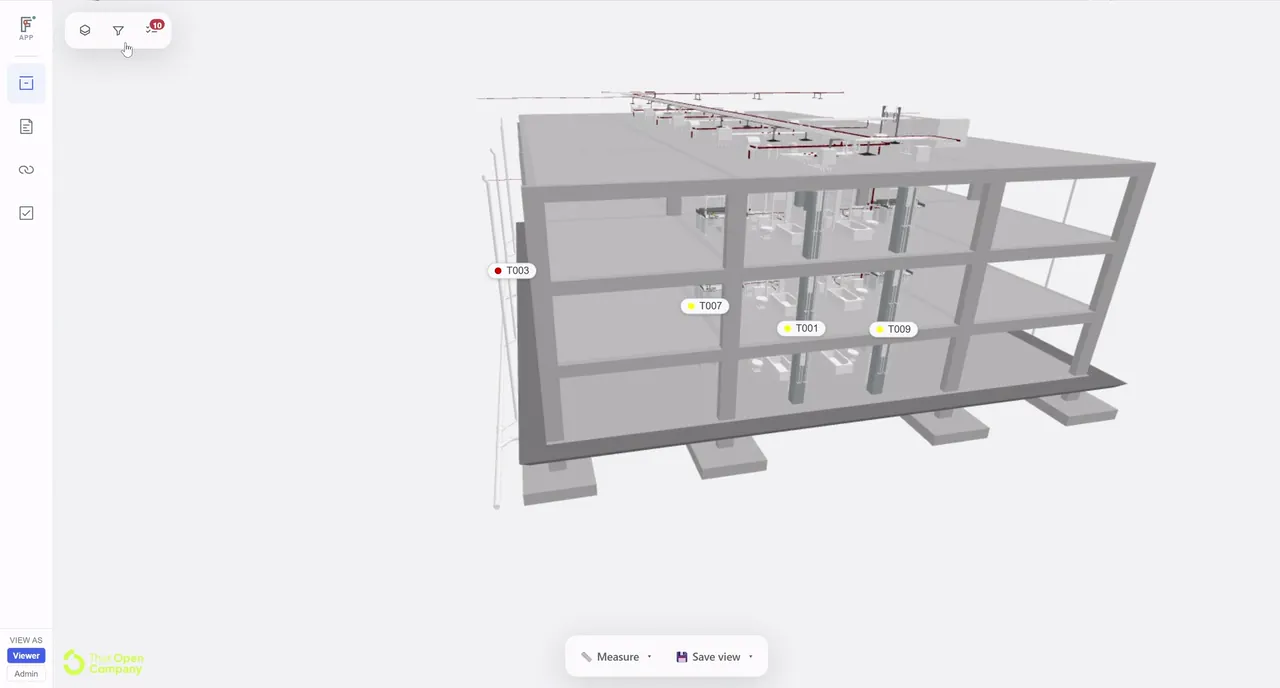 APP
10
T003
T007
T001
T009
VIEW AS
Viewer
Admin
That Open
Company
Measure
Save view